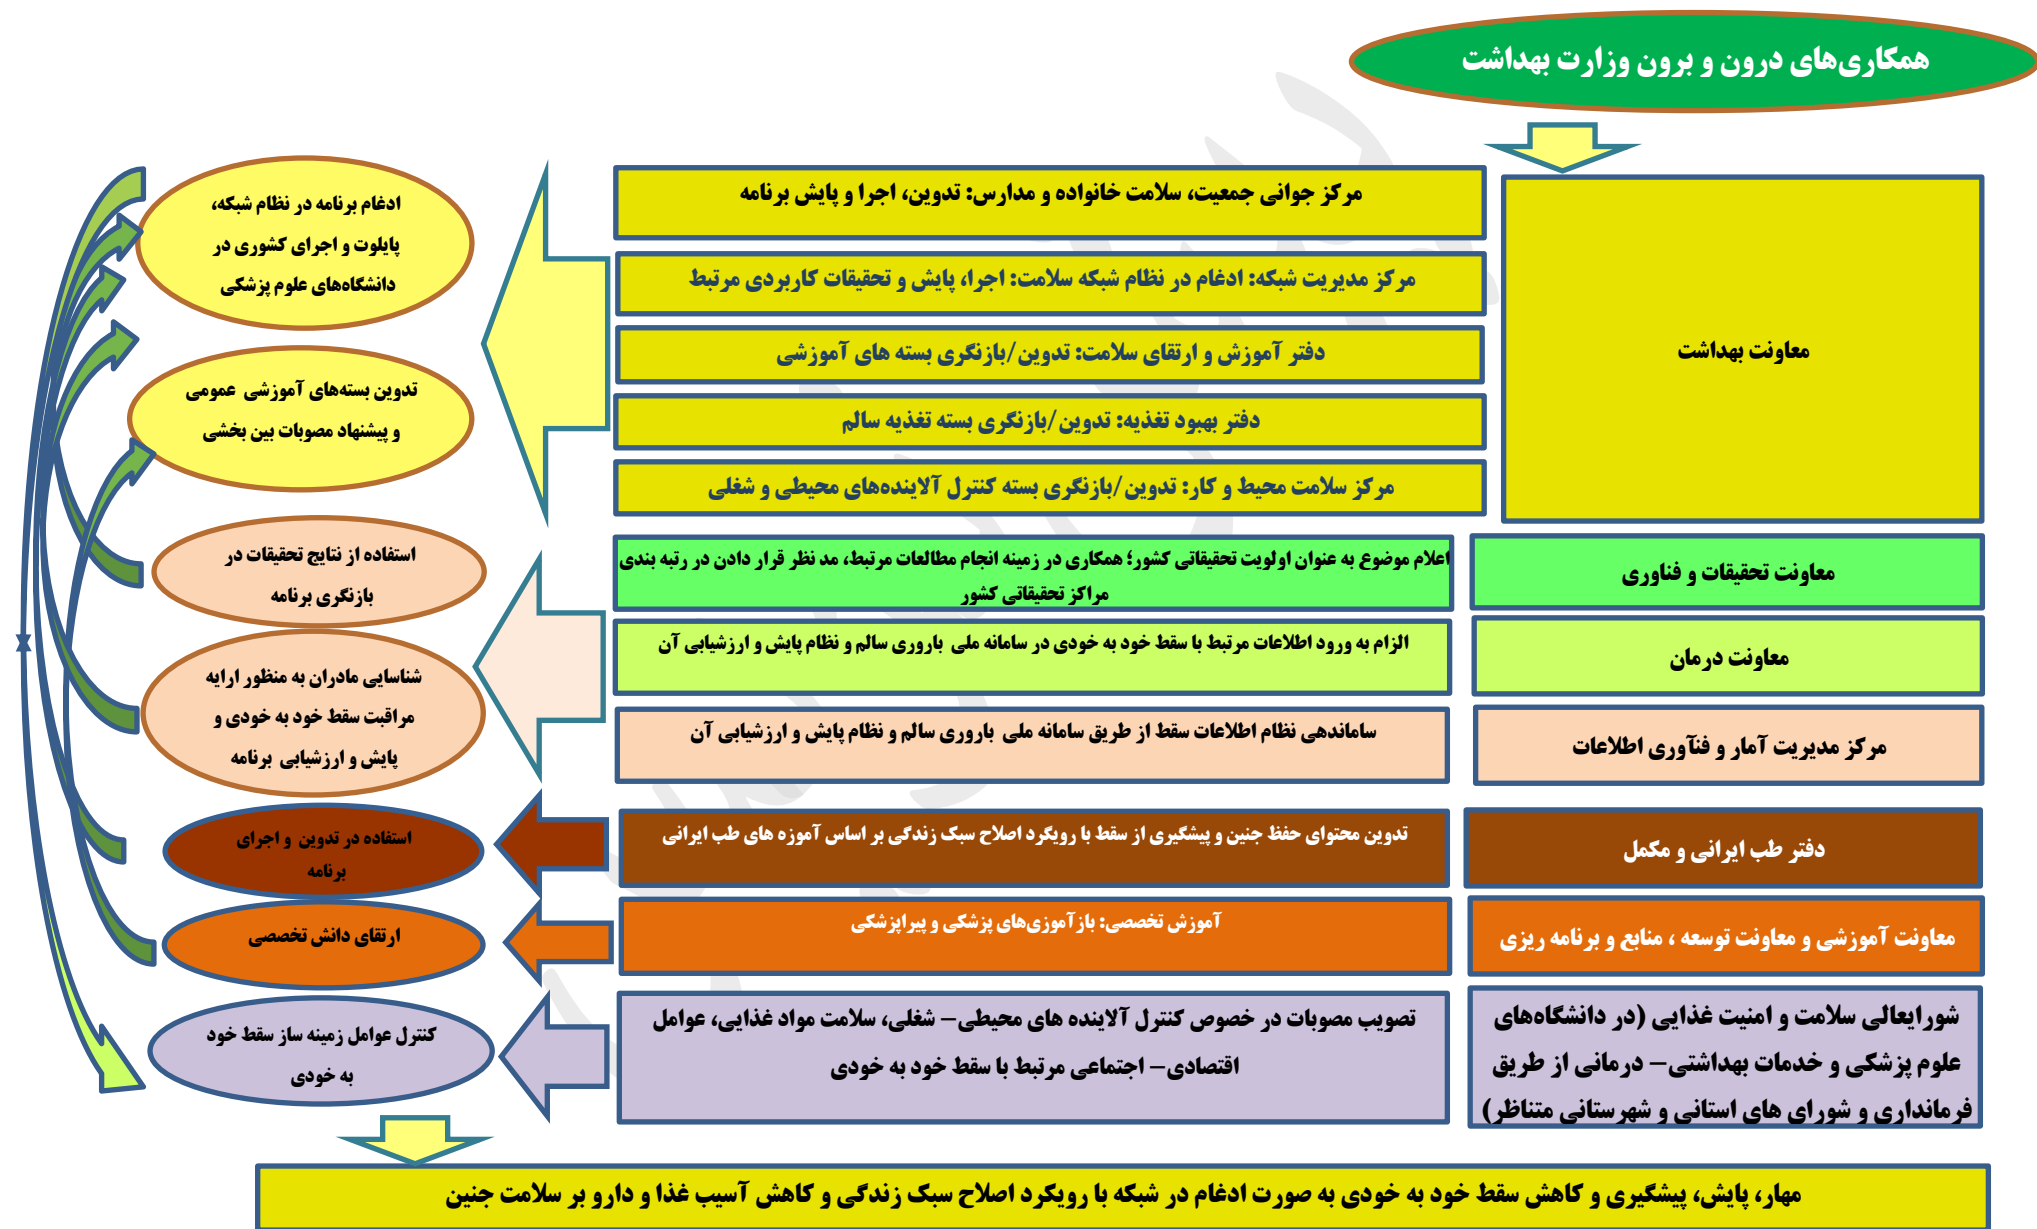 همکاری‌های درون و برون وزارت بهداشت
معاونت بهداشت
مرکز جوانی جمعیت، سلامت خانواده و مدارس: تدوین، اجرا و پایش برنامه
مرکز مدیریت شبکه: ادغام در نظام شبکه سلامت: اجرا، پایش و تحقیقات کاربردی مرتبط
دفتر آموزش و ارتقای سلامت: تدوین/بازنگری بسته های آموزشی
دفتر بهبود تغذیه: تدوین/بازنگری بسته تغذیه سالم
مرکز سلامت محیط و کار: تدوین/بازنگری بسته کنترل آلاینده‌های محیطی و شغلی
ادغام برنامه در نظام شبکه،
پایلوت و اجرای کشوری در
دانشگاه‌های علوم پزشکی
تدوین بسته‌های آموزشی عمومی
و پیشنهاد مصوبات بین بخشی
معاونت تحقیقات و فناوری
اعلام موضوع به عنوان اولویت تحقیقاتی کشور؛ همکاری در زمینه انجام مطالعات مرتبط، مد نظر قرار دادن در رتبه بندی
مراکز تحقیقاتی کشور
استفاده از نتایج تحقیقات در
بازنگری برنامه
معاونت درمان
الزام به ورود اطلاعات مرتبط با سقط خود به خودی در سامانه ملی باروری سالم و نظام پایش و ارزشیابی آن
مرکز مدیریت آمار و فنآوری اطلاعات
ساماندهی نظام اطلاعات سقط از طریق سامانه ملی باروری سالم و نظام پایش و ارزشیابی آن
شناسایی مادران به منظور ارایه
مراقبت سقط خود به خودی و
پایش و ارزشیابی برنامه
دفتر طب ایرانی و مکمل
تدوین محتوای حفظ جنین و پیشگیری از سقط با رویکرد اصلاح سبک زندگی بر اساس آموزه های طب ایرانی
استفاده در تدوین و اجرای
برنامه
معاونت آموزشی و معاونت توسعه ، منابع و برنامه ریزی
آموزش تخصصی: بازآموزی‌های پزشکی و پیراپزشکی
ارتقای دانش تخصصی
شورایعالی سلامت و امنیت غذایی (در دانشگاه‌های
علوم پزشکی و خدمات بهداشتی– درمانی از طریق
فرمانداری و شورای های استانی و شهرستانی متناظر)
تصویب مصوبات در خصوص کنترل آلاینده های محیطی– شغلی، سلامت مواد غذایی، عوامل
اقتصادی– اجتماعی مرتبط با سقط خود به خودی
کنترل عوامل زمینه ساز سقط خود
به خودی
مهار، پایش، پیشگیری و کاهش سقط خود به خودی به صورت ادغام در شبکه با رویکرد اصلاح سبک زندگی و کاهش آسیب غذا و دارو بر سلامت جنین